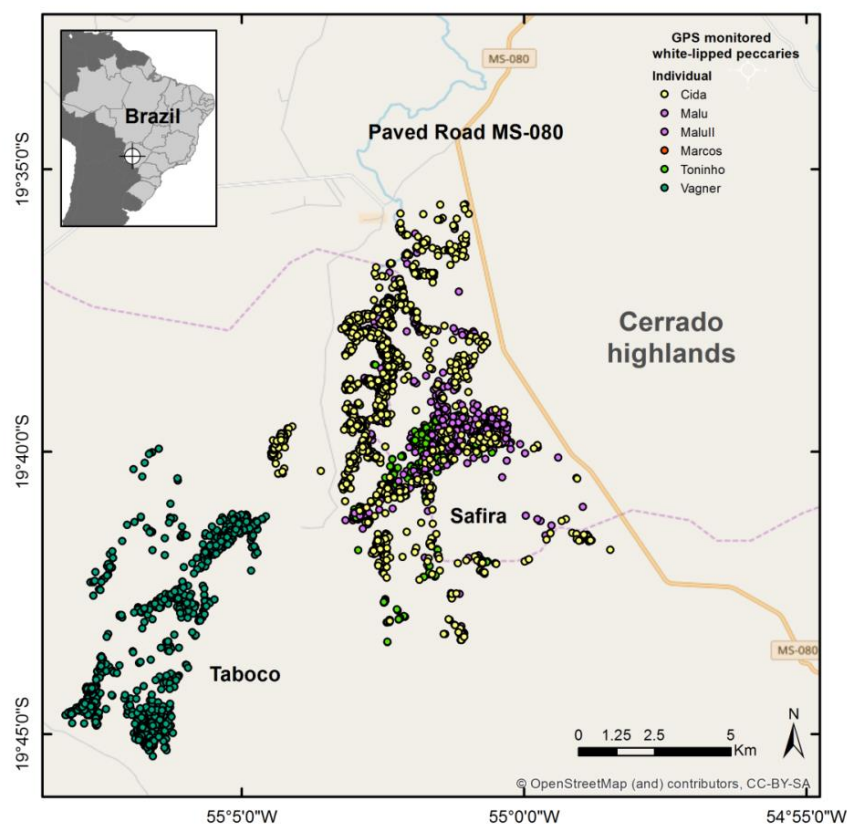 MS-080
GPS monitored
white-lipped peccaries
Individual
Cida
Malu
MaluII
Marcos
Toninho
Vagner
Brazil
Paved Road MS-080
19°35'0"S
Cerrado
highlands
19°40'0"S
Safira
Taboco
MS-080
N
0 1.25 2.5 5
Km
19°45'0"S
© OpenStreetMap (and) contributors, CC-BY-SA
55°5'0"W 55°0'0"W 54°55'0"W